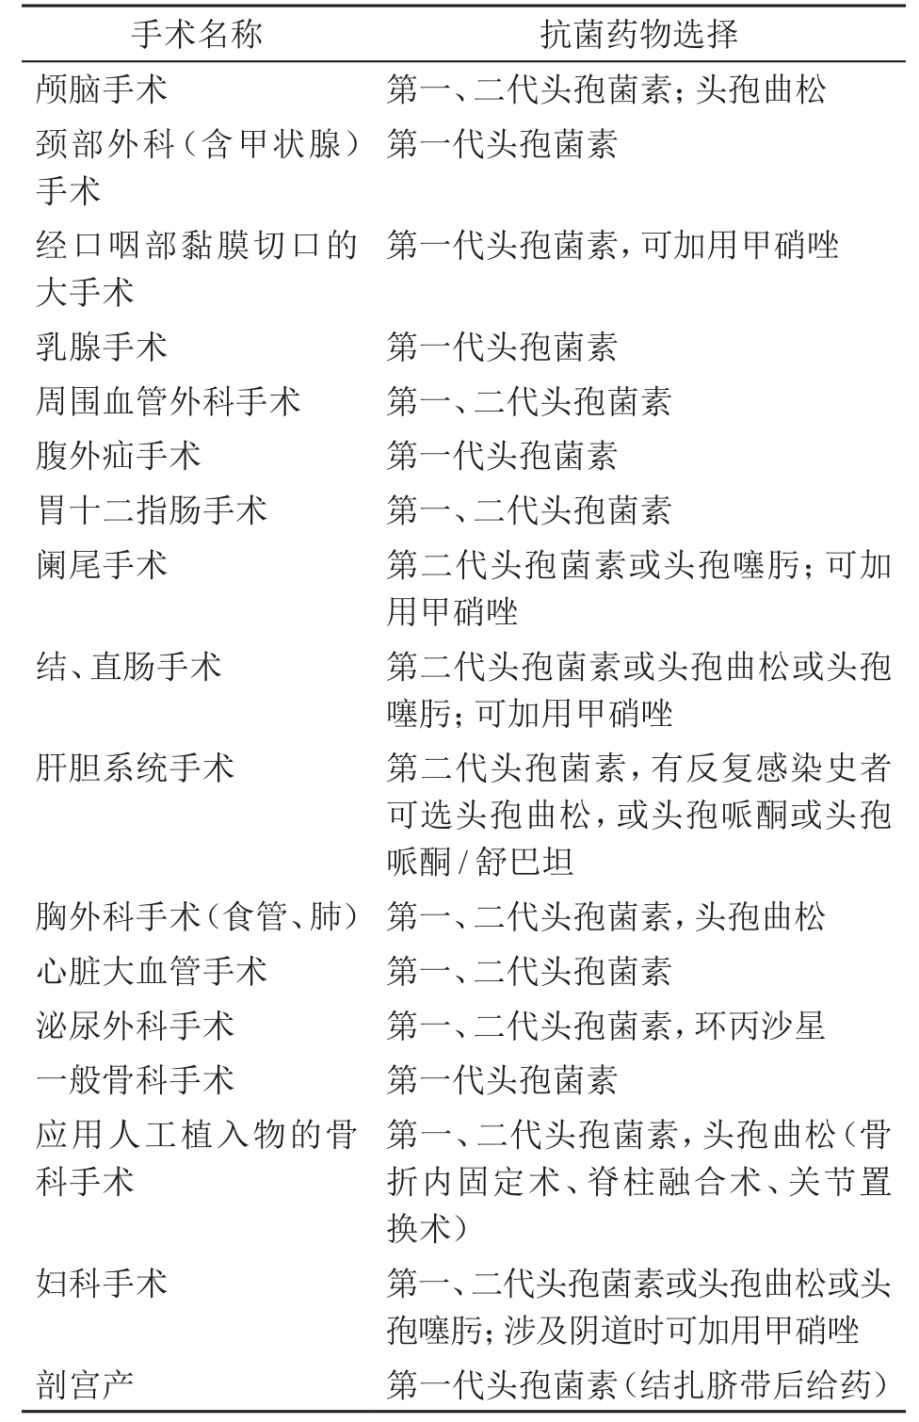 手术名称 抗菌药物选择
颅脑手术 第一、二代头孢菌素；头孢曲松
颈部外科（含甲状腺） 第一代头孢菌素
手术
经口咽部黏膜切口的 第一代头孢菌素，可加用甲硝唑
大手术
乳腺手术 第一代头孢菌素
周围血管外科手术 第一、二代头孢菌素
腹外疝手术 第一代头孢菌素
胃十二指肠手术 第一、二代头孢菌素
阑尾手术 第二代头孢菌素或头孢噻肟；可加
用甲硝唑
结、直肠手术 第二代头孢菌素或头孢曲松或头孢
噻肟；可加用甲硝唑
肝胆系统手术 第二代头孢菌素，有反复感染史者
可选头孢曲松，或头孢哌酮或头孢
哌酮/舒巴坦
胸外科手术（食管、肺） 第一、二代头孢菌素，头孢曲松
心脏大血管手术 第一、二代头孢菌素
泌尿外科手术 第一、二代头孢菌素，环丙沙星
一般骨科手术 第一代头孢菌素
应用人工植入物的骨 第一、二代头孢菌素，头孢曲松（骨
科手术 折内固定术、脊柱融合术、关节置
换术）
妇科手术 第一、二代头孢菌素或头孢曲松或头
孢噻肟；涉及阴道时可加用甲硝唑
剖宫产 第一代头孢菌素（结扎脐带后给药）